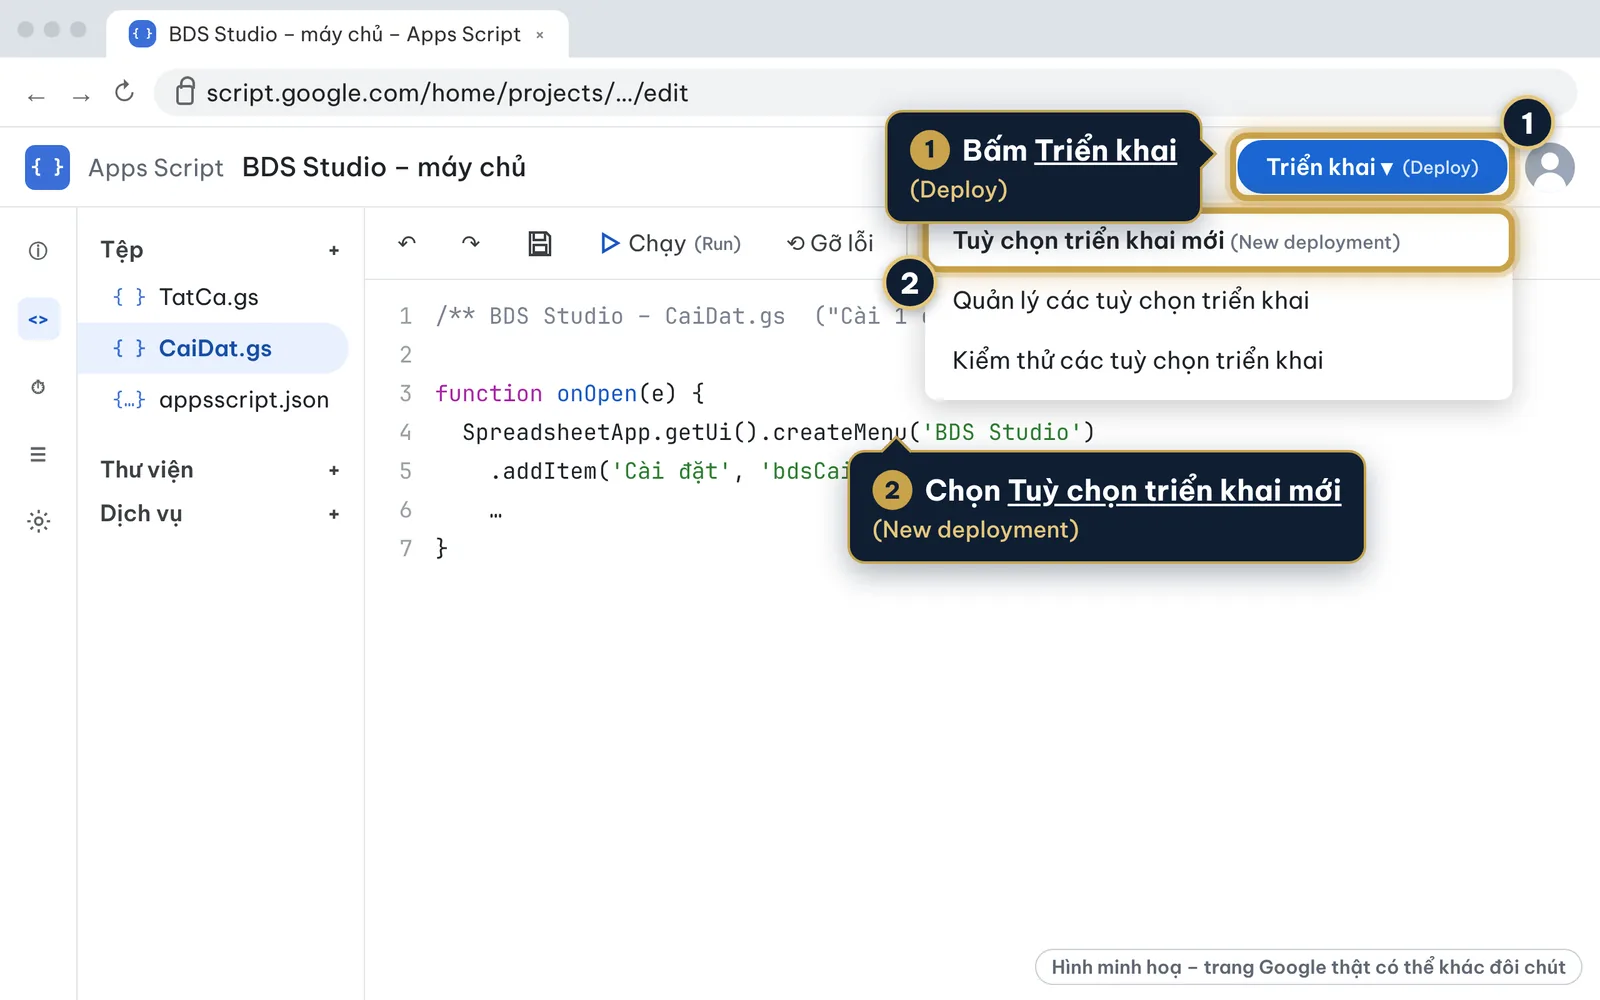 BDS Studio – máy chủ – Apps Script ×
script.google.com/home/projects/.../edit
Apps Script BDS Studio – máy chủ
1 Bấm Triển khai
(Deploy)
Triển khai ▾ (Deploy)
1
Tệp +
{ } TatCa.gs
{ } CaiDat.gs
{...} appsscript.json
Thư viện +
Dịch vụ +
Chạy (Run) Gỡ lỗi
Tuỳ chọn triển khai mới (New deployment)
2
Quản lý các tuỳ chọn triển khai
Kiểm thử các tuỳ chọn triển khai
1 /** BDS Studio – CaiDat.gs ("Cài 1
2
3 function onOpen(e) {
4 SpreadsheetApp.getUi().createMenu('BDS Studio')
5 .addItem('Cài đặt', 'bdsCai
6 …
7 }
2 Chọn Tuỳ chọn triển khai mới
(New deployment)
Hình minh hoạ – trang Google thật có thể khác đôi chút